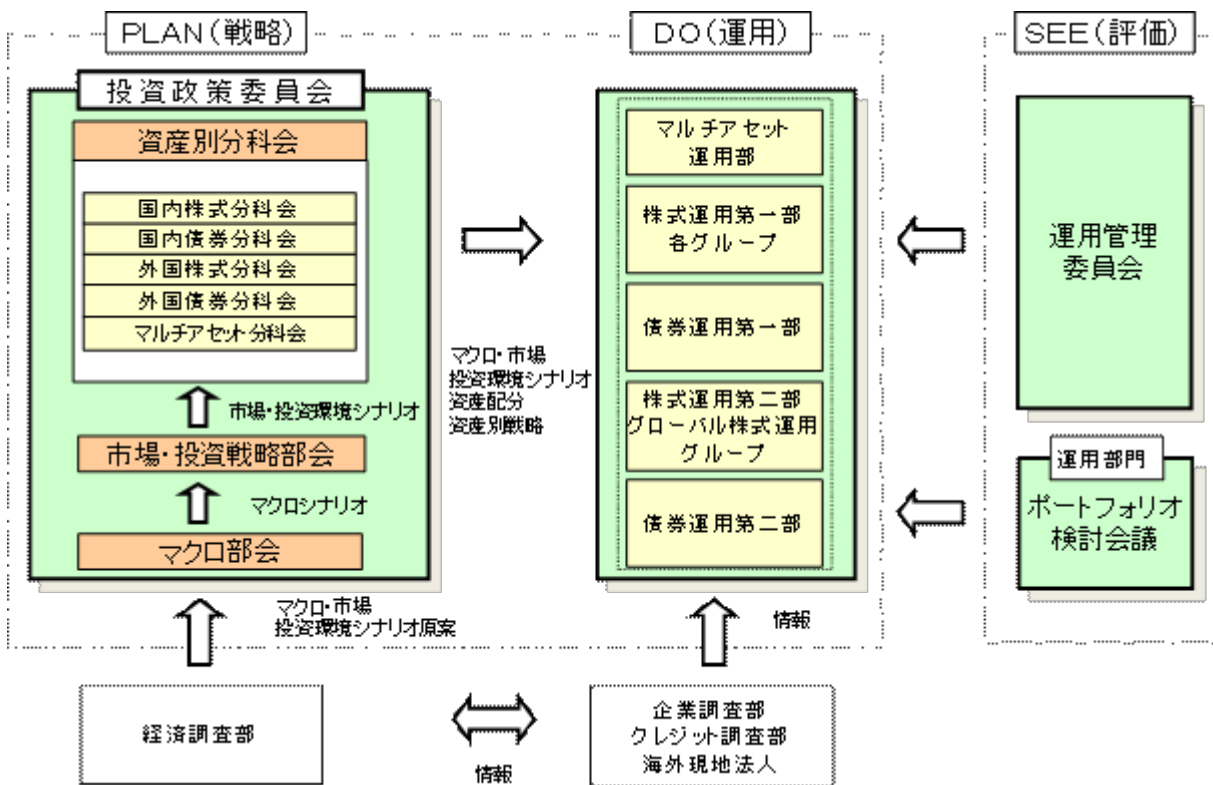 PLAN(戦略)
投資政策委員会
資産別分科会
国内株式分科会
国内債券分科会
外国株式分科会
外国債券分科会
マルチアセット分科会
市場・投資環境シナリオ
市場・投資戦略部会
マクロシナリオ
マクロ部会
マクロ・市場
投資環境シナリオ原案
経済調査部
マクロ・市場
投資環境シナリオ
資産配分
資産別戦略
DO(運用)
マルチアセット
運用部
株式運用第一部
各グループ
債券運用第一部
株式運用第二部
グローバル株式運用
グループ
債券運用第二部
情報
企業調査部
クレジット調査部
海外現地法人
情報
SEE(評価)
運用管理
委員会
運用部門
ポートフォリオ
検討会議